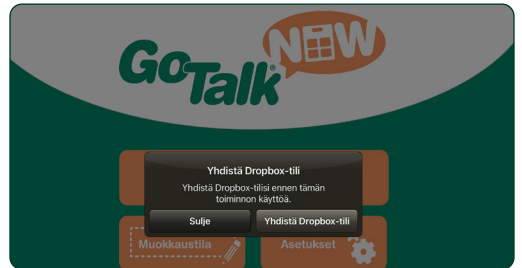 GoTalk NOW
Yhdistä Dropbox-tili
Yhdistä Dropbox-tilisi ennen tämän
toiminnon käyttöä.
Sulje Yhdistä Dropbox-tili
Muokkaustila Asetukset